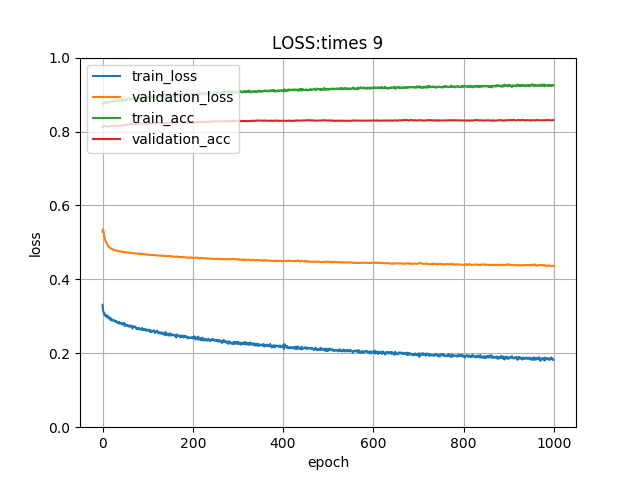 LOSS:times 9
1.0
0.8
0.6
0.4
0.2
0.0
loss
train_loss
validation_loss
train_acc
validation_acc
0 200 400 600 800 1000
epoch